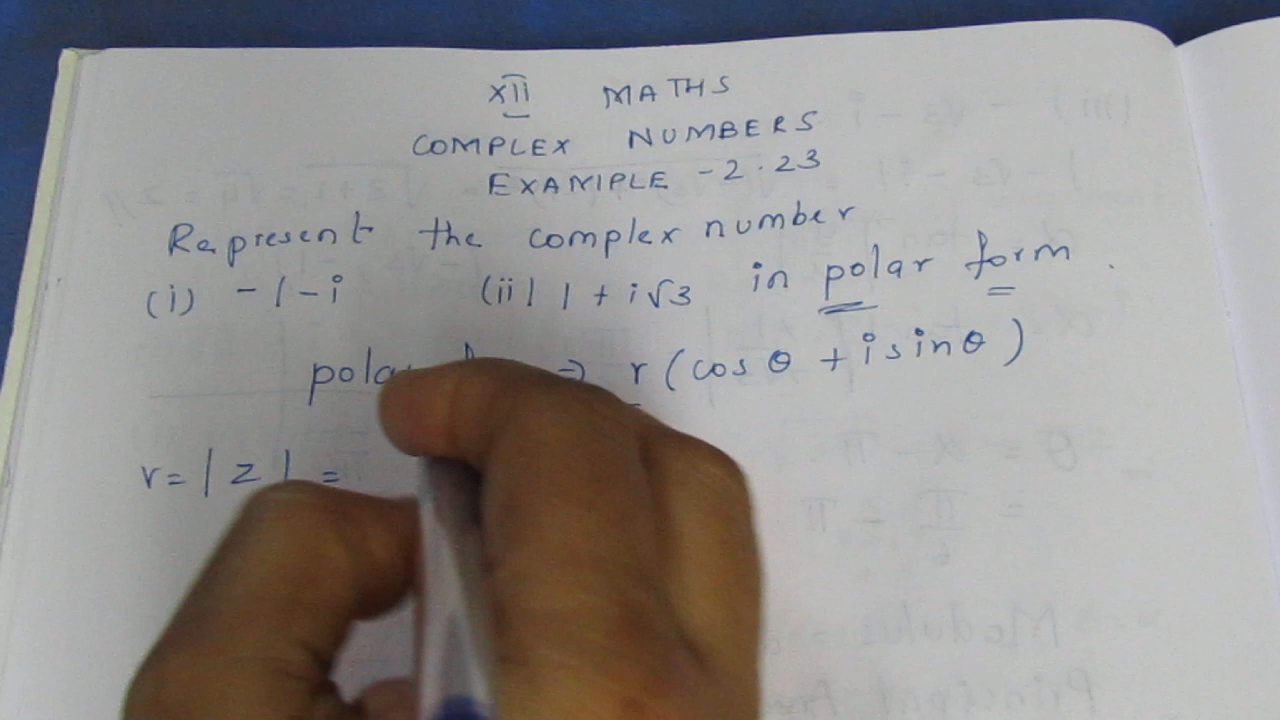 XII MATHS
COMPLEX NUMBERS
EXAMPLE - 2.23
Represent the complex number
(i) -1-i (ii) 1 + i√3 in polar form.
⇒ r (cos θ + i sin θ)
r = |z| =